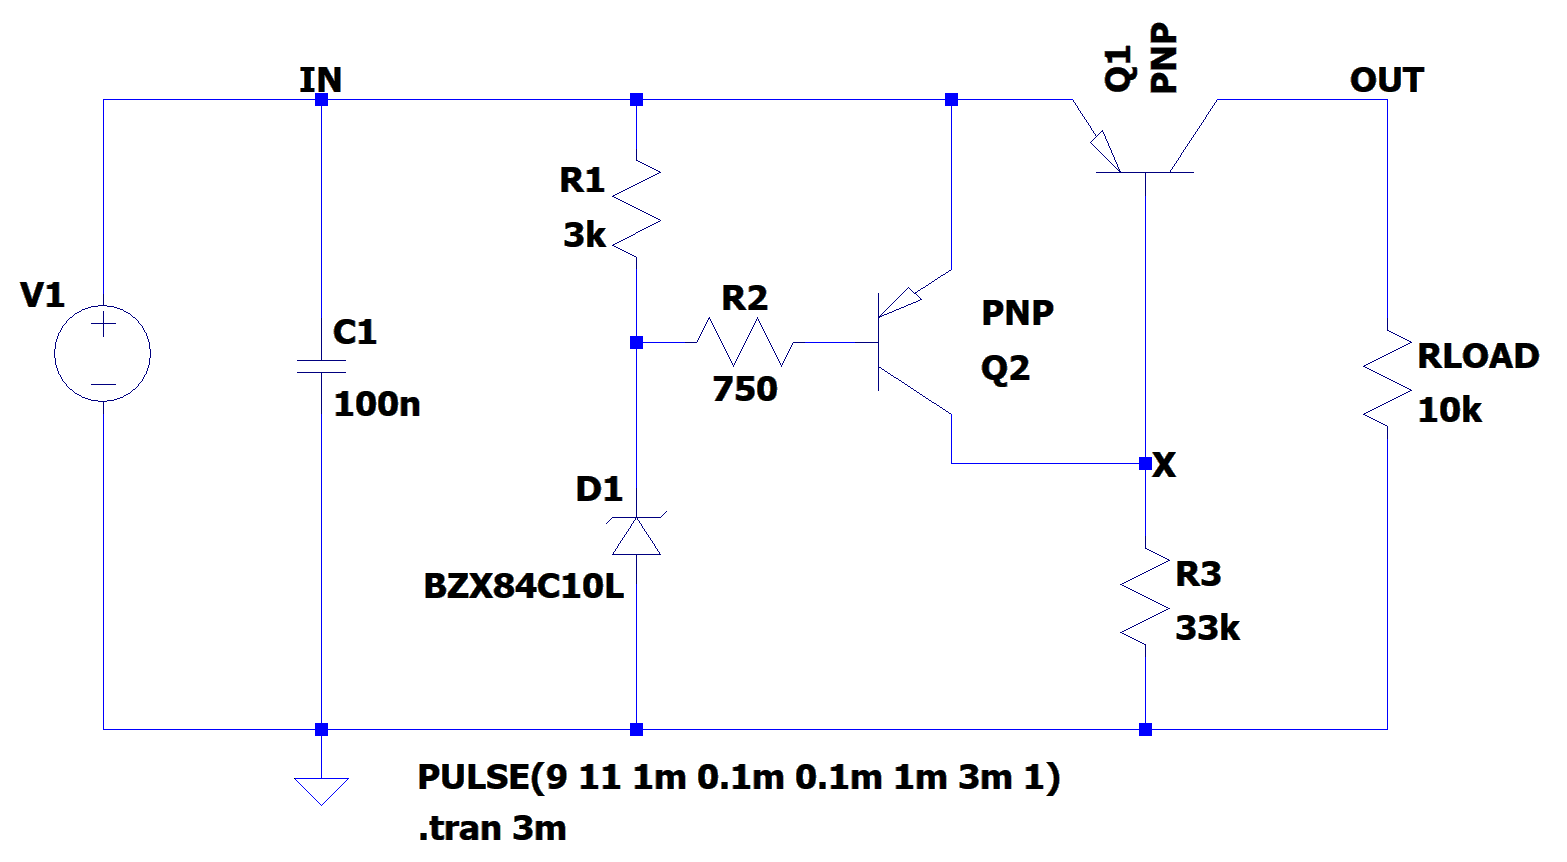 IN
Q1
PNP
OUT
R1
3k
V1
R2
750
C1
100n
PNP
Q2
RLOAD
10k
X
D1
BZX84C10L
R3
33k
PULSE(9 11 1m 0.1m 0.1m 1m 3m 1)
.tran 3m